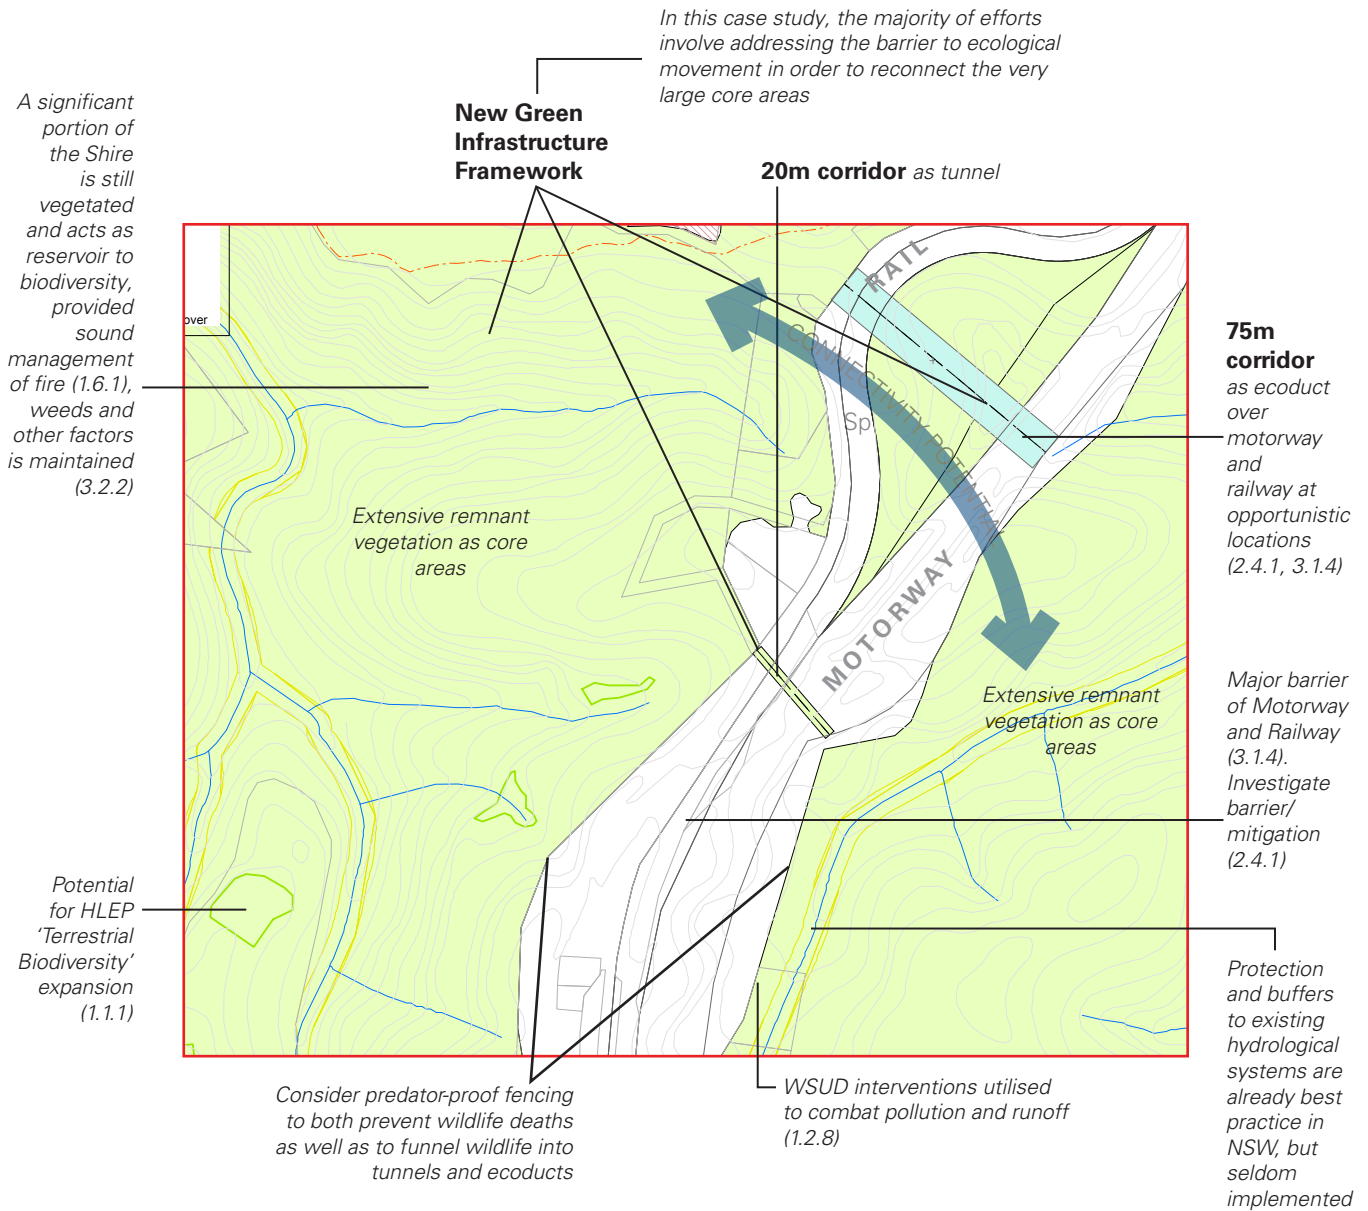 In this case study, the majority of efforts
involve addressing the barrier to ecological
movement in order to reconnect the very
large core areas
A significant
portion of
the Shire
is still
vegetated
and acts as
reservoir to
biodiversity,
provided
sound
management
of fire (1.6.1),
weeds and
other factors
is maintained
(3.2.2)
New Green
Infrastructure
Framework
20m corridor as tunnel
RAIL
over
CONNECTIVITY POTENTIAL
Sp
75m
corridor
as ecoduct
over
motorway
and
railway at
opportunistic
locations
(2.4.1, 3.1.4)
Extensive remnant
vegetation as core
areas
MOTORWAY
Extensive remnant
vegetation as core
areas
Major barrier
of Motorway
and Railway
(3.1.4).
Investigate
barrier/
mitigation
(2.4.1)
Potential
for HLEP
‘Terrestrial
Biodiversity’
expansion
(1.1.1)
Protection
and buffers
to existing
hydrological
systems are
already best
practice in
NSW, but
seldom
implemented
Consider predator-proof fencing
to both prevent wildlife deaths
as well as to funnel wildlife into
tunnels and ecoducts
WSUD interventions utilised
to combat pollution and runoff
(1.2.8)